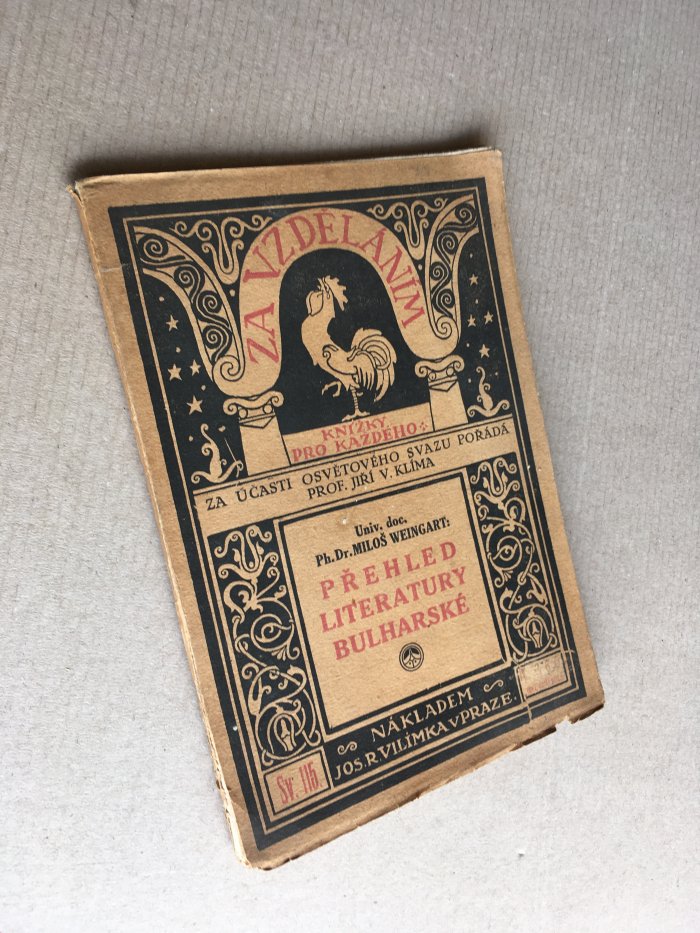 ZA VZDĚLÁNÍM
KNIŽKY
PRO KAŽDÉHO
ZA ÚČASTI OSVĚTOVÉHO SVAZU POŘÁDÁ
PROF. JIŘÍ V. KLÍMA
Univ. doc.
Ph. Dr. MILOŠ WEINGART:
PŘEHLED
LITERATURY
BULHARSKÉ
NÁKLADEM
JOS. R. VILÍMKA V PRAZE.
Sv. 115.